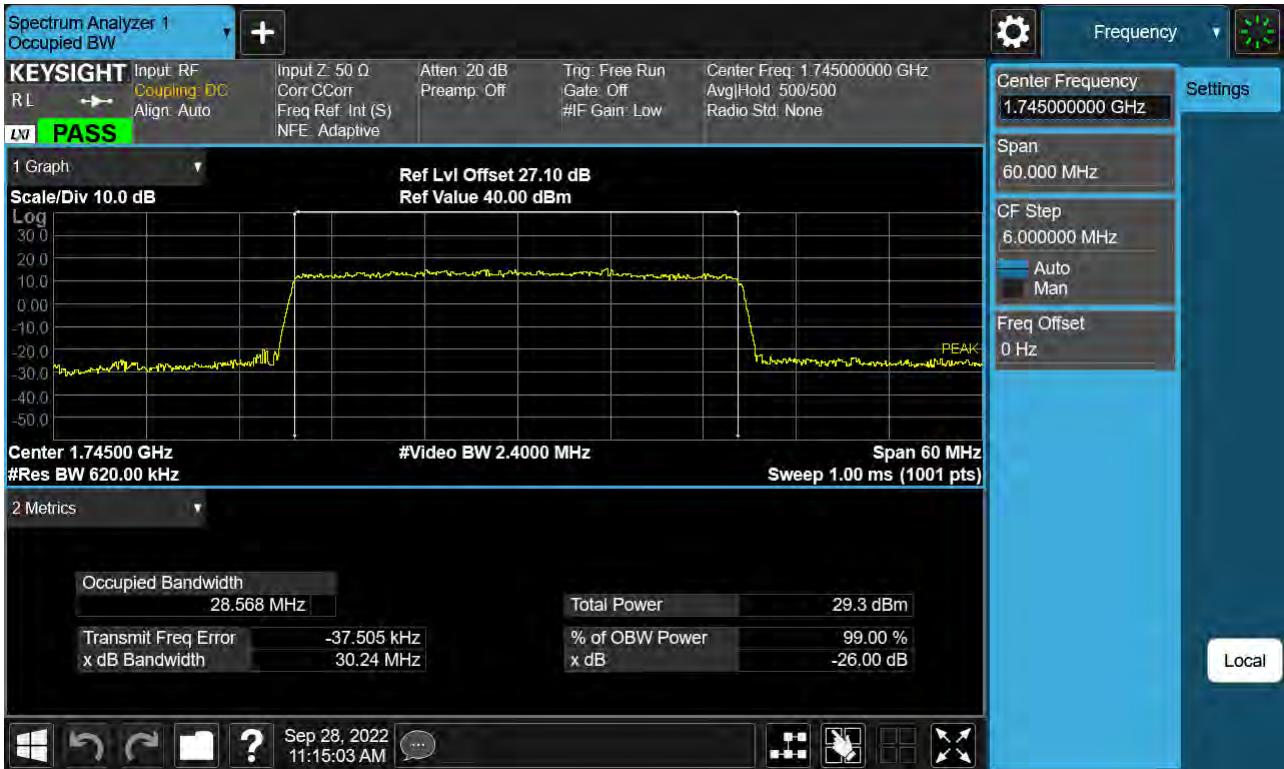 Spectrum Analyzer 1
Occupied BW
Frequency
KEYSIGHT
R L
LXI
PASS
Input: RF
Coupling: DC
Align: Auto
Input Z: 50 Ω
Corr CCorr
Freq Ref: Int (S)
NFE: Adaptive
Atten: 20 dB
Preamp: Off
Trig: Free Run
Gate: Off
#IF Gain: Low
Center Freq: 1.745000000 GHz
Avg|Hold: 500/500
Radio Std: None
Center Frequency
1.745000000 GHz
Settings
Span
60.000 MHz
CF Step
6.000000 MHz
Auto
Man
Freq Offset
0 Hz
1 Graph
Scale/Div 10.0 dB
Ref Lvl Offset 27.10 dB
Ref Value 40.00 dBm
Log
30.0
20.0
10.0
0.00
-10.0
-20.0
-30.0
-40.0
-50.0
PEAK
Center 1.74500 GHz
#Video BW 2.4000 MHz
Span 60 MHz
#Res BW 620.00 kHz
Sweep 1.00 ms (1001 pts)
2 Metrics
Occupied Bandwidth
28.568 MHz
Total Power 29.3 dBm
Transmit Freq Error -37.505 kHz
% of OBW Power 99.00 %
x dB Bandwidth 30.24 MHz
x dB -26.00 dB
Local
Sep 28, 2022
11:15:03 AM